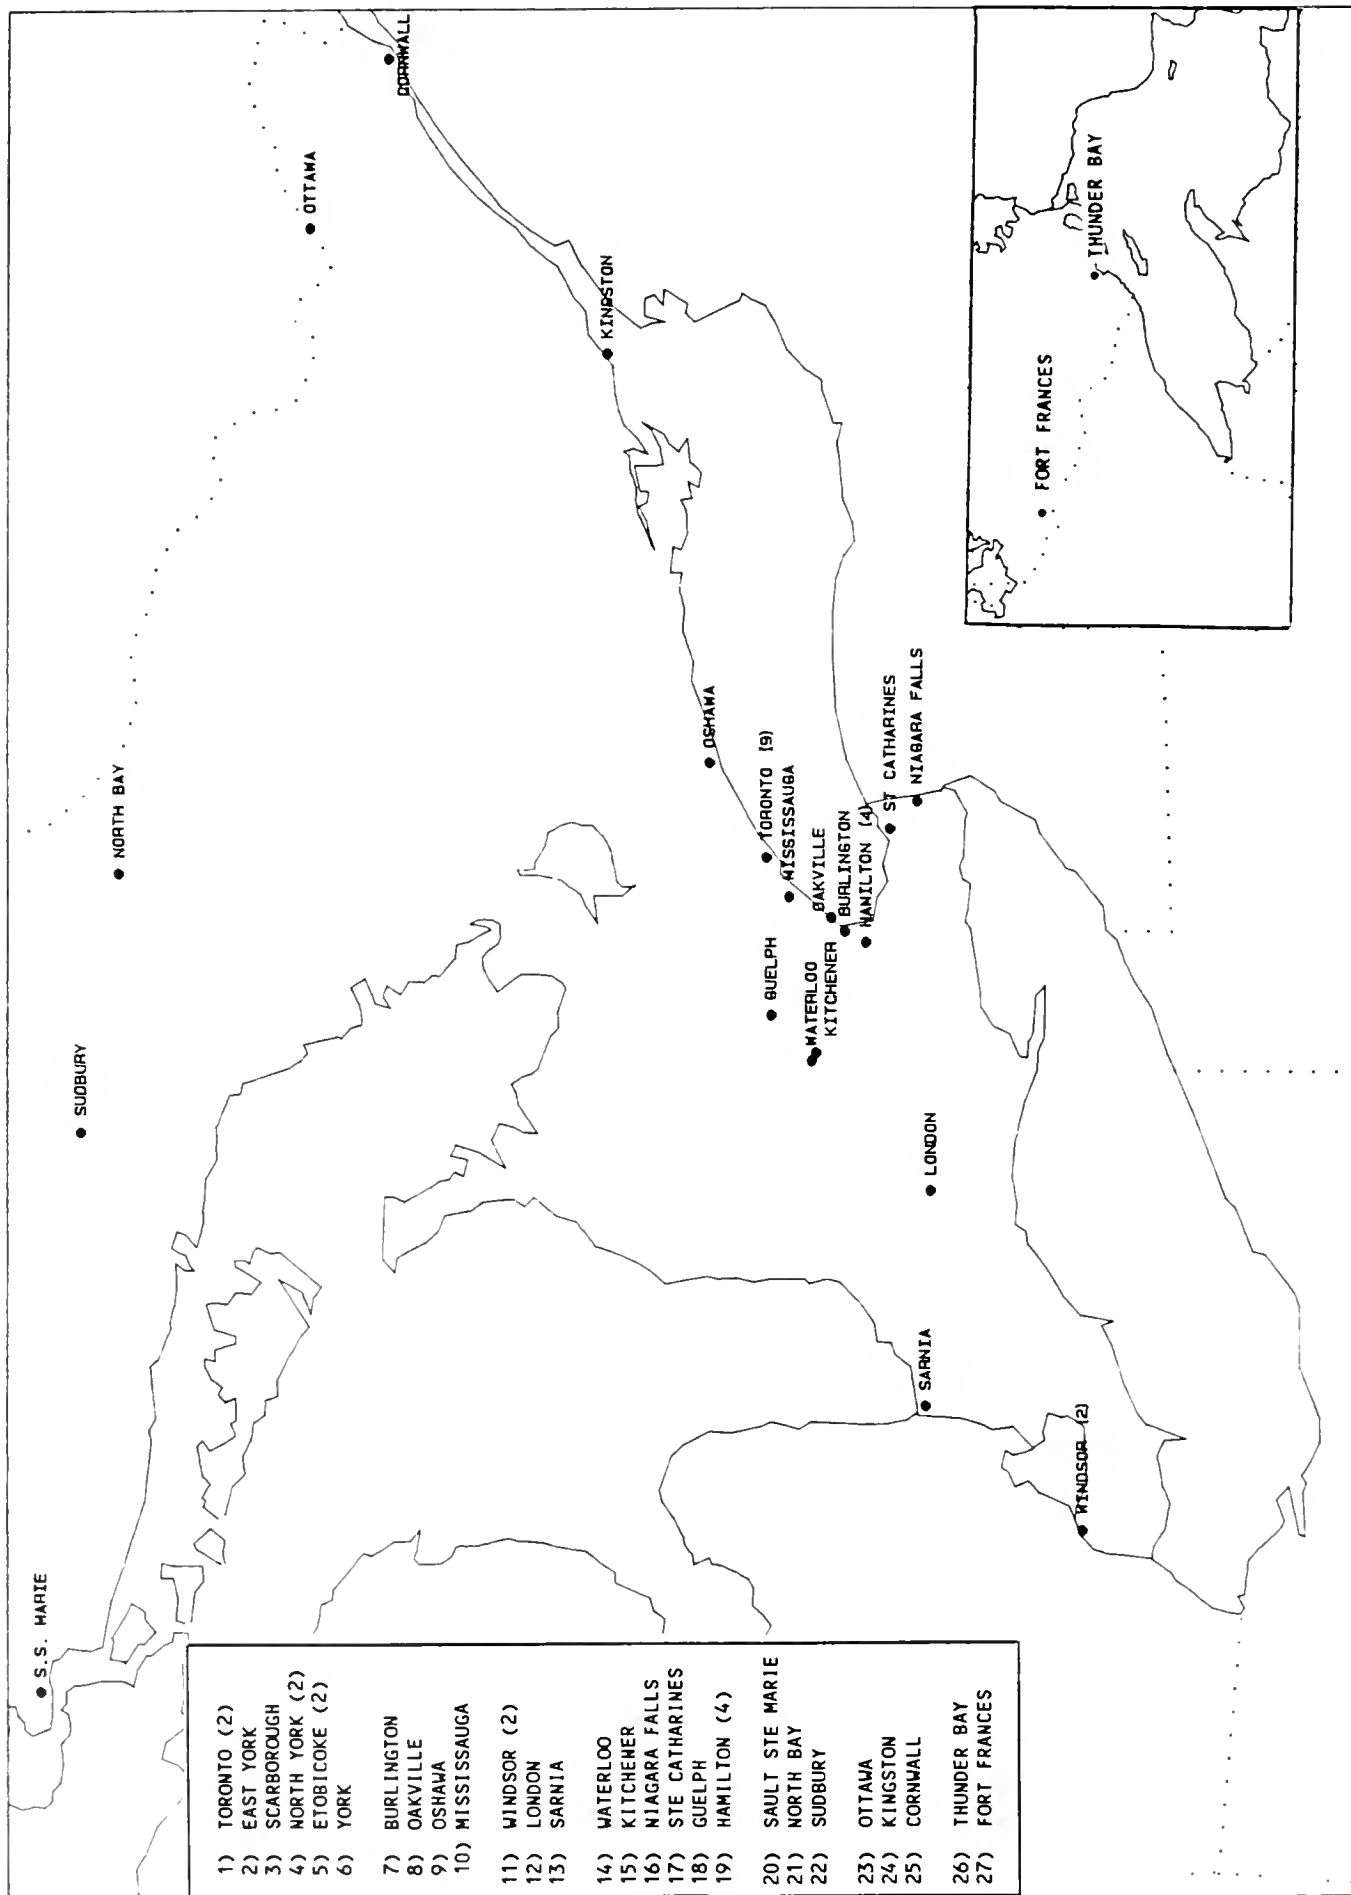 S.S. MARIE
SUDBURY
NORTH BAY
OTTAWA
CORNWALL
KINGSTON
OSHAWA
TORONTO (9)
MISSISSAUGA
OAKVILLE
BURLINGTON
HAMILTON (4)
GUELPH
WATERLOO
KITCHENER
ST CATHARINES
NIAGARA FALLS
LONDON
SARNIA
WINDSOR (2)
FORT FRANCES
THUNDER BAY
1) TORONTO (2)
2) EAST YORK
3) SCARBOROUGH
4) NORTH YORK (2)
5) ETOBICOKE (2)
6) YORK
7) BURLINGTON
8) OAKVILLE
9) OSHAWA
10) MISSISSAUGA
11) WINDSOR (2)
12) LONDON
13) SARNIA
14) WATERLOO
15) KITCHENER
16) NIAGARA FALLS
17) STE CATHARINES
18) GUELPH
19) HAMILTON (4)
20) SAULT STE MARIE
21) NORTH BAY
22) SUDBURY
23) OTTAWA
24) KINGSTON
25) CORNWALL
26) THUNDER BAY
27) FORT FRANCES